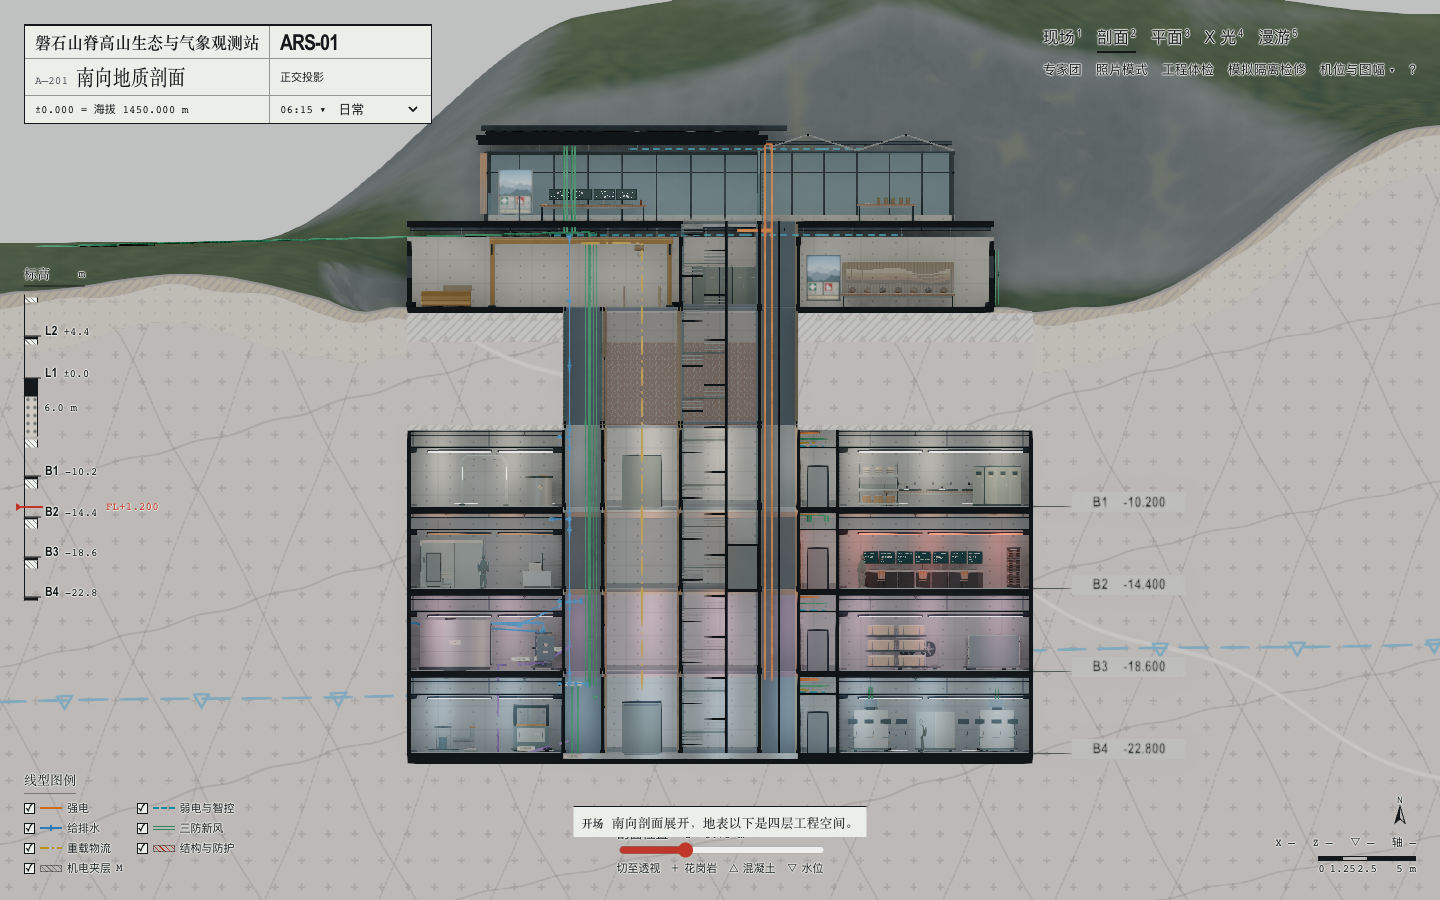 磐石山脊高山生态与气象观测站 ARS-01
A-201 南向地质剖面 正交投影
±0.000 = 海拔 1450.000 m 06:15 ▾ 日常
现场1 剖面2 平面3 X 光4 漫游5
专家团 照片模式 工程体检 模拟隔离检修 机位与图幅 ▾ ?
标高 m
L2 +4.4
L1 ±0.0
6.0 m
B1 -10.2
FL+1.200
B2 -14.4
B3 -18.6
B4 -22.8
B1 -10.200
B2 -14.400
B3 -18.600
B4 -22.800
线型图例
强电 弱电与智控
给排水 三防新风
重载物流 结构与防护
机电夹层 M
开场 南向剖面展开，地表以下是四层工程空间。
切至透视 + 花岗岩 △ 混凝土 ▽ 水位
N
X — Z — ▽ — 轴 —
0 1.25 2.5 5 m